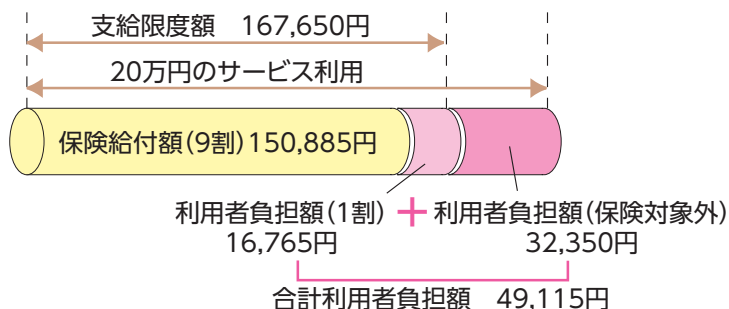 支給限度額　167,650円
20万円のサービス利用
保険給付額(9割)150,885円
利用者負担額(1割)＋利用者負担額(保険対象外)
16,765円　32,350円
合計利用者負担額　49,115円